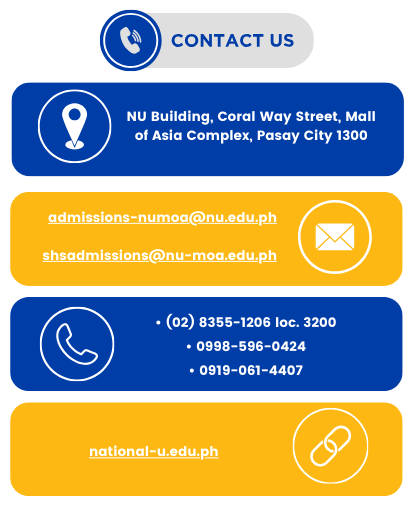 CONTACT US
NU Building, Coral Way Street, Mall
of Asia Complex, Pasay City 1300
admissions-numoa@nu.edu.ph
shsadmissions@nu-moa.edu.ph
• (02) 8355-1206 loc. 3200
• 0998-596-0424
• 0919-061-4407
national-u.edu.ph